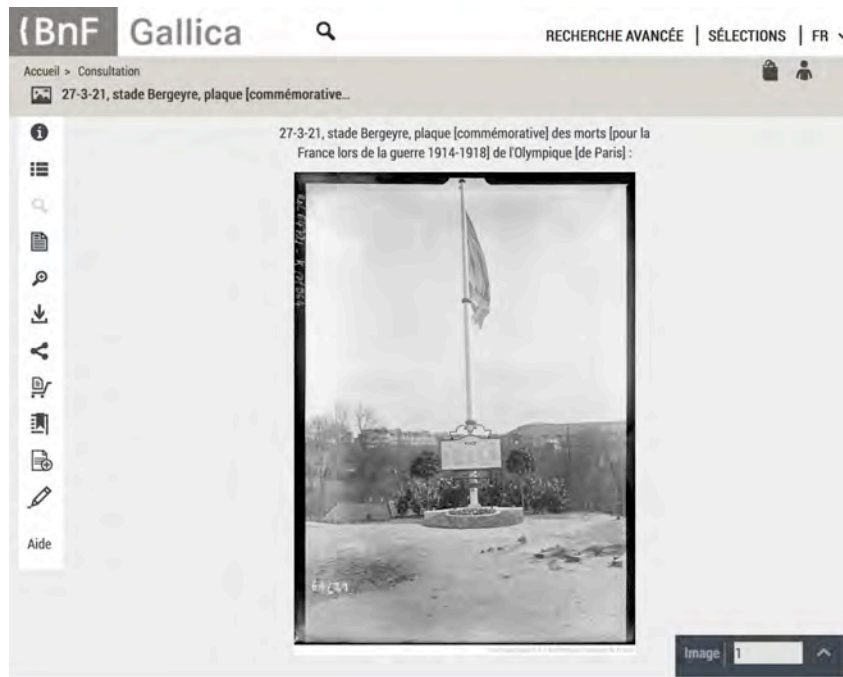 {BnF Gallica
RECHERCHE AVANCÉE | SÉLECTIONS | FR
Accueil > Consultation
27-3-21, stade Bergeyre, plaque [commémorative...
27-3-21, stade Bergeyre, plaque [commémorative] des morts [pour la
France lors de la guerre 1914-1918] de l'Olympique [de Paris] :
Aide
Image 1